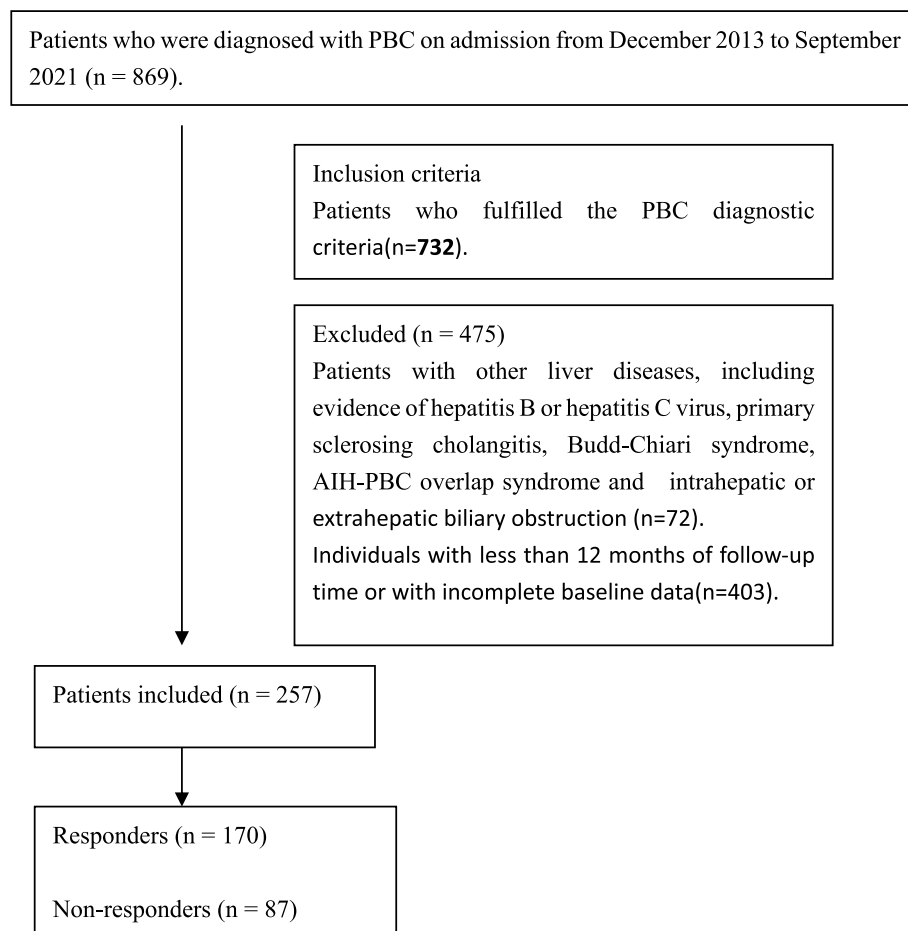 Patients who were diagnosed with PBC on admission from December 2013 to September
2021 (n = 869).
Inclusion criteria
Patients who fulfilled the PBC diagnostic
criteria(n=732).
Excluded (n = 475)
Patients with other liver diseases, including
evidence of hepatitis B or hepatitis C virus, primary
sclerosing cholangitis, Budd-Chiari syndrome,
AIH-PBC overlap syndrome and intrahepatic or
extrahepatic biliary obstruction (n=72).
Individuals with less than 12 months of follow-up
time or with incomplete baseline data(n=403).
Patients included (n = 257)
Responders (n = 170)
Non-responders (n = 87)